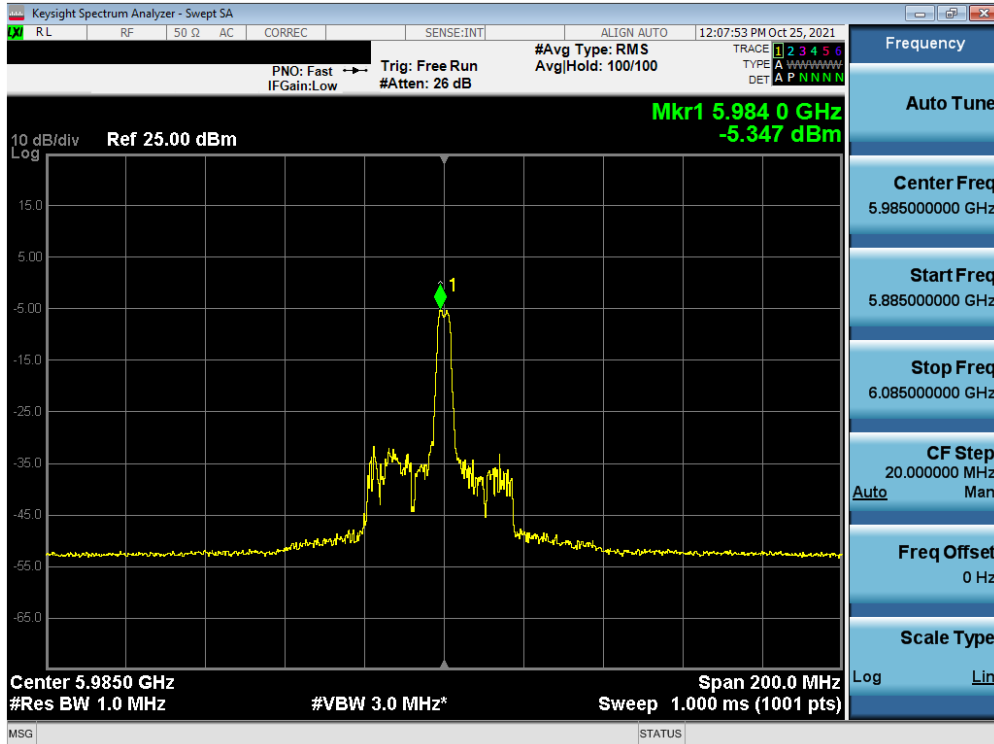 Keysight Spectrum Analyzer - Swept SA
LXI RL RF 50 Ω AC CORREC SENSE:INT ALIGN AUTO 12:07:53 PM Oct 25, 2021
PNO: Fast
IFGain:Low
Trig: Free Run
#Atten: 26 dB
#Avg Type: RMS
Avg|Hold: 100/100
TRACE 1 2 3 4 5 6
TYPE A WWWWW
DET A P N N N N
Mkr1 5.984 0 GHz
-5.347 dBm
10 dB/div
Log
Ref 25.00 dBm
15.0
5.00
-5.00
-15.0
-25.0
-35.0
-45.0
-55.0
-65.0
1
Center 5.9850 GHz
#Res BW 1.0 MHz
#VBW 3.0 MHz*
Span 200.0 MHz
Sweep 1.000 ms (1001 pts)
MSG STATUS
Frequency
Auto Tune
Center Freq
5.985000000 GHz
Start Freq
5.885000000 GHz
Stop Freq
6.085000000 GHz
CF Step
20.000000 MHz
Auto Man
Freq Offset
0 Hz
Scale Type
Log Lin